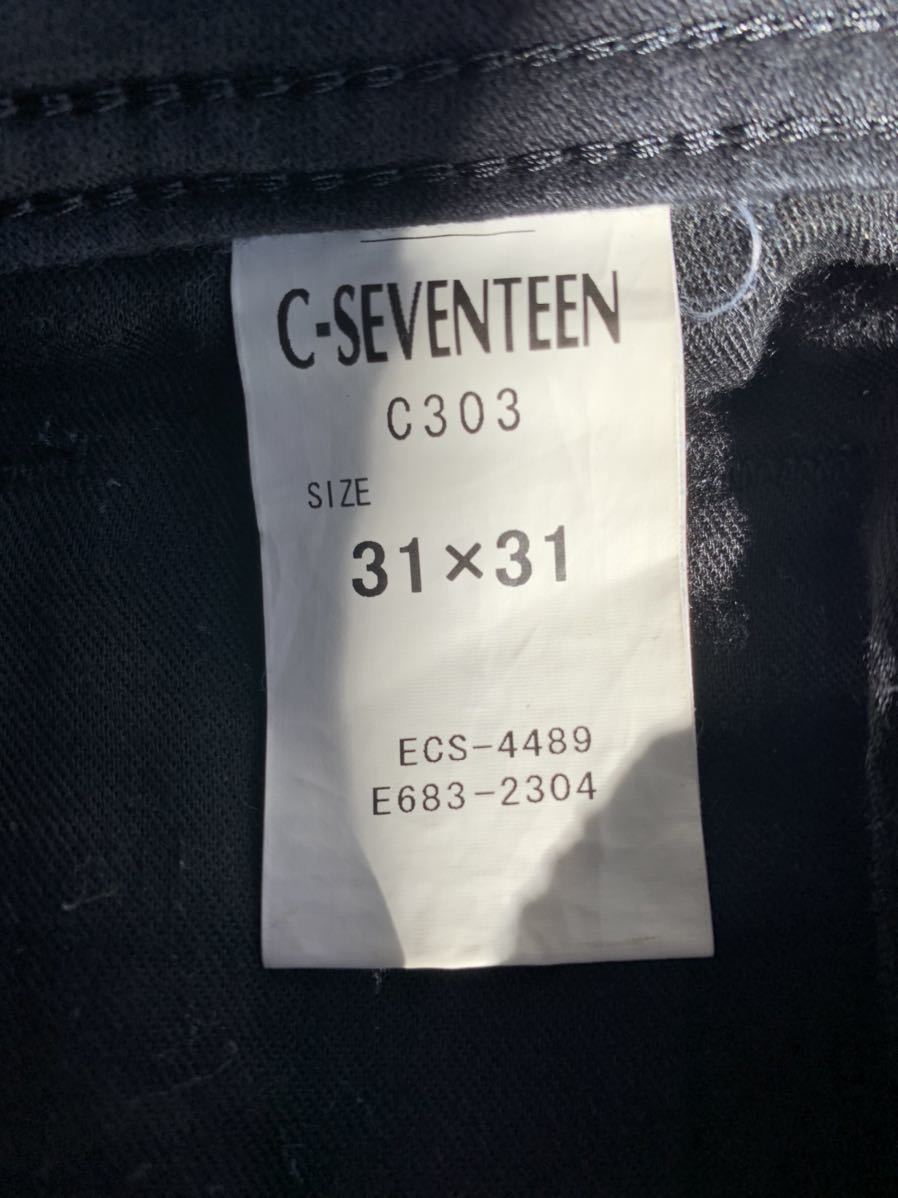 C-SEVENTEEN
C303
SIZE
31×31
ECS-4489
E683-2304